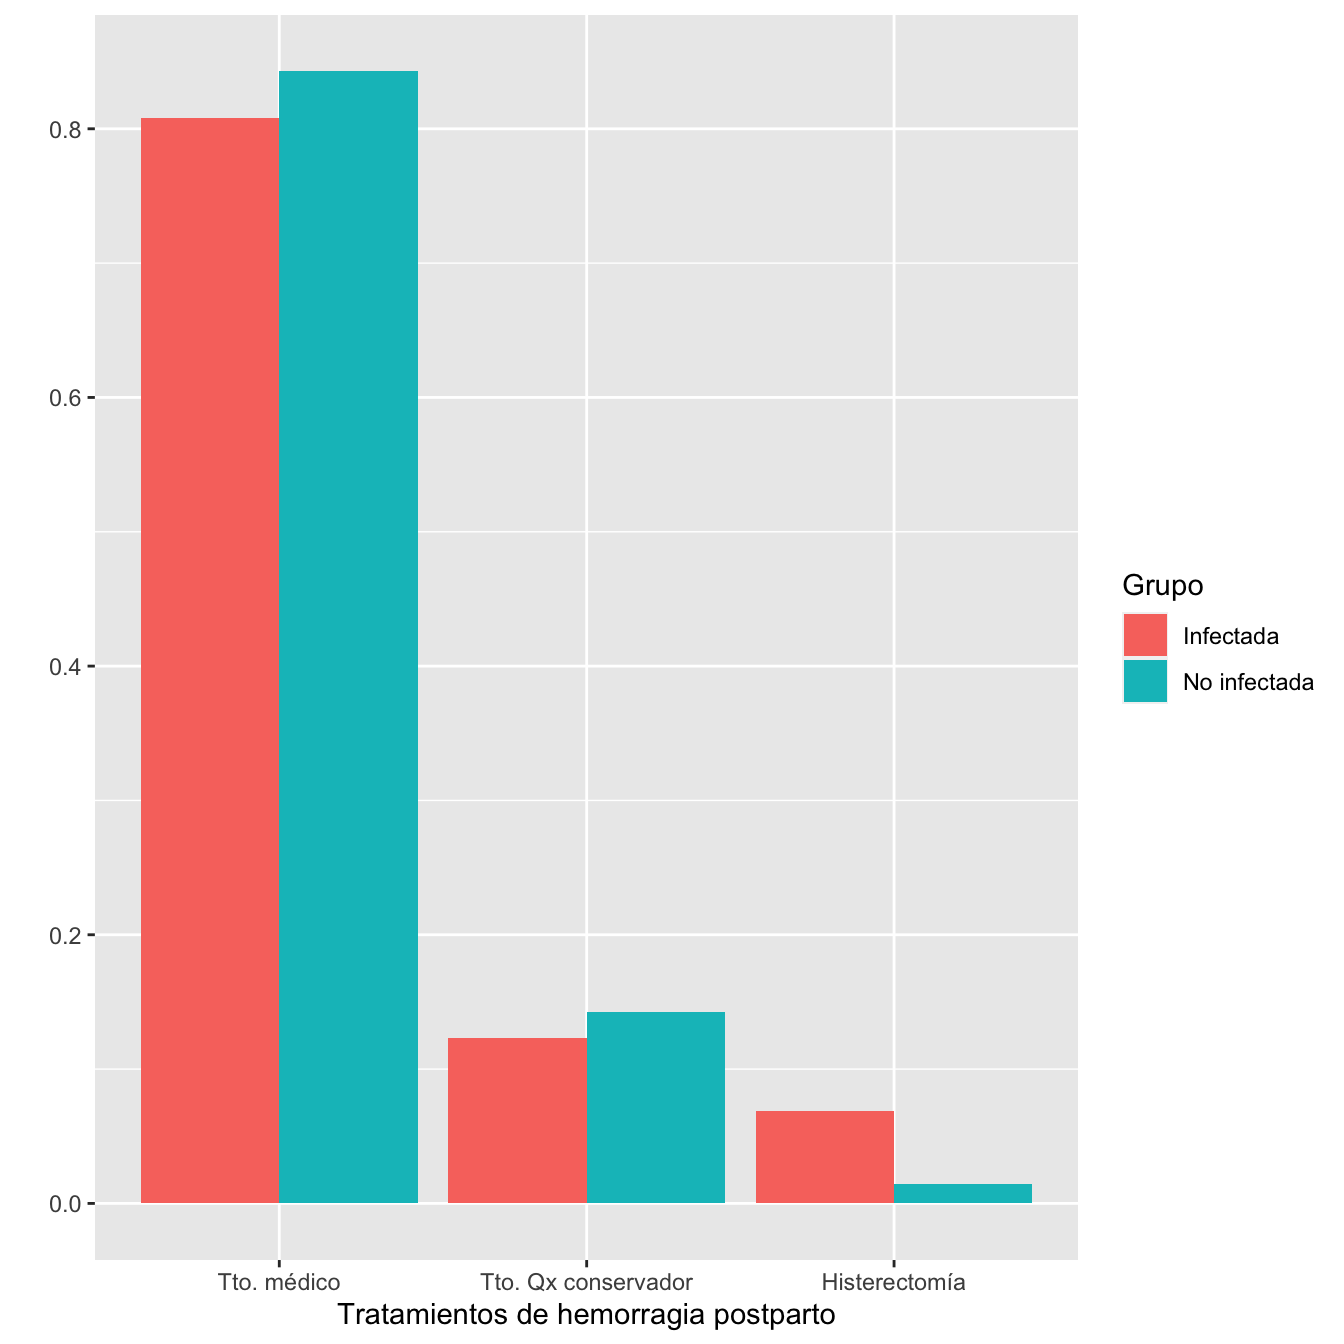 0.8
0.6
0.4
0.2
0.0
Tto. médico
Tto. Qx conservador
Histerectomía
Tratamientos de hemorragia postparto
Grupo
Infectada
No infectada